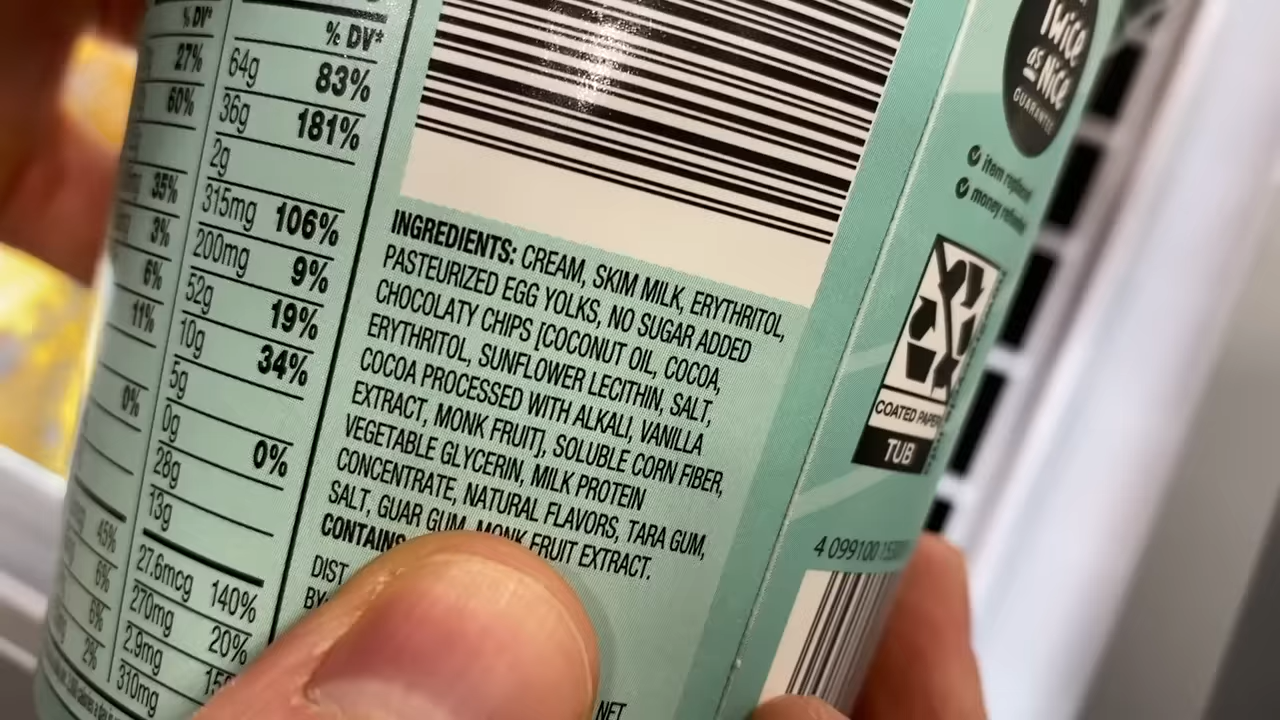 % DV*
27%
60%
35%
3%
6%
11%
0%
45%
6%
6%
2%
% DV*
64g 83%
36g 181%
2g
315mg 106%
200mg 9%
52g 19%
10g 34%
5g
0g 0%
28g
13g
27.6mcg 140%
270mg 20%
2.9mg
310mg
INGREDIENTS: CREAM, SKIM MILK, ERYTHRITOL,
PASTEURIZED EGG YOLKS, NO SUGAR ADDED
CHOCOLATY CHIPS [COCONUT OIL, COCOA,
ERYTHRITOL, SUNFLOWER LECITHIN, SALT,
COCOA PROCESSED WITH ALKALI, VANILLA
EXTRACT, MONK FRUIT], SOLUBLE CORN FIBER,
VEGETABLE GLYCERIN, MILK PROTEIN
CONCENTRATE, NATURAL FLAVORS, TARA GUM,
SALT, GUAR GUM, MONK FRUIT EXTRACT.
CONTAINS
DIST
BY
NET
TWICE
as NICE
GUARANTEE
item replaced
money refunded
COATED PAPER
TUB
4 099100